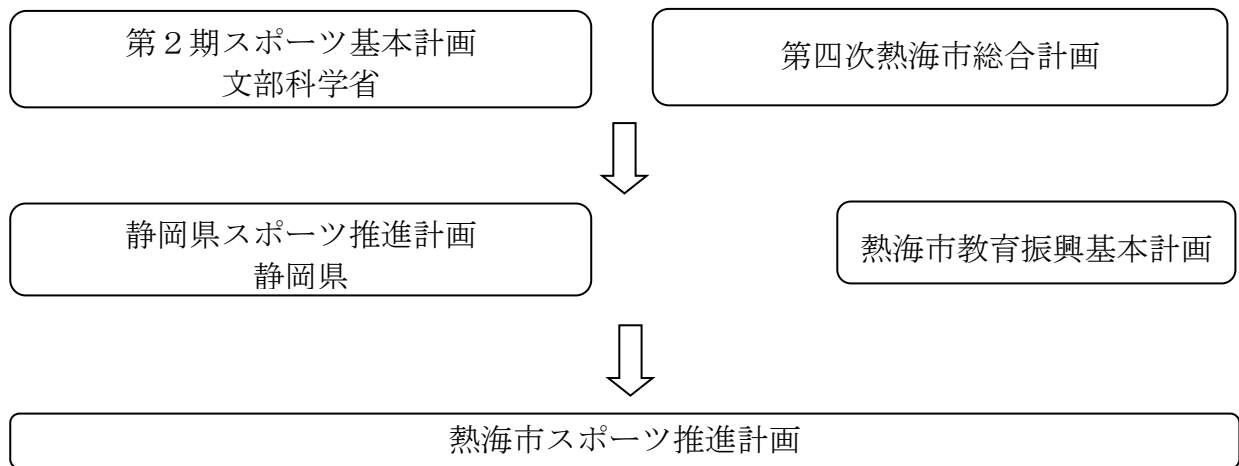 第２期スポーツ基本計画
文部科学省
第四次熱海市総合計画
静岡県スポーツ推進計画
静岡県
熱海市教育振興基本計画
熱海市スポーツ推進計画